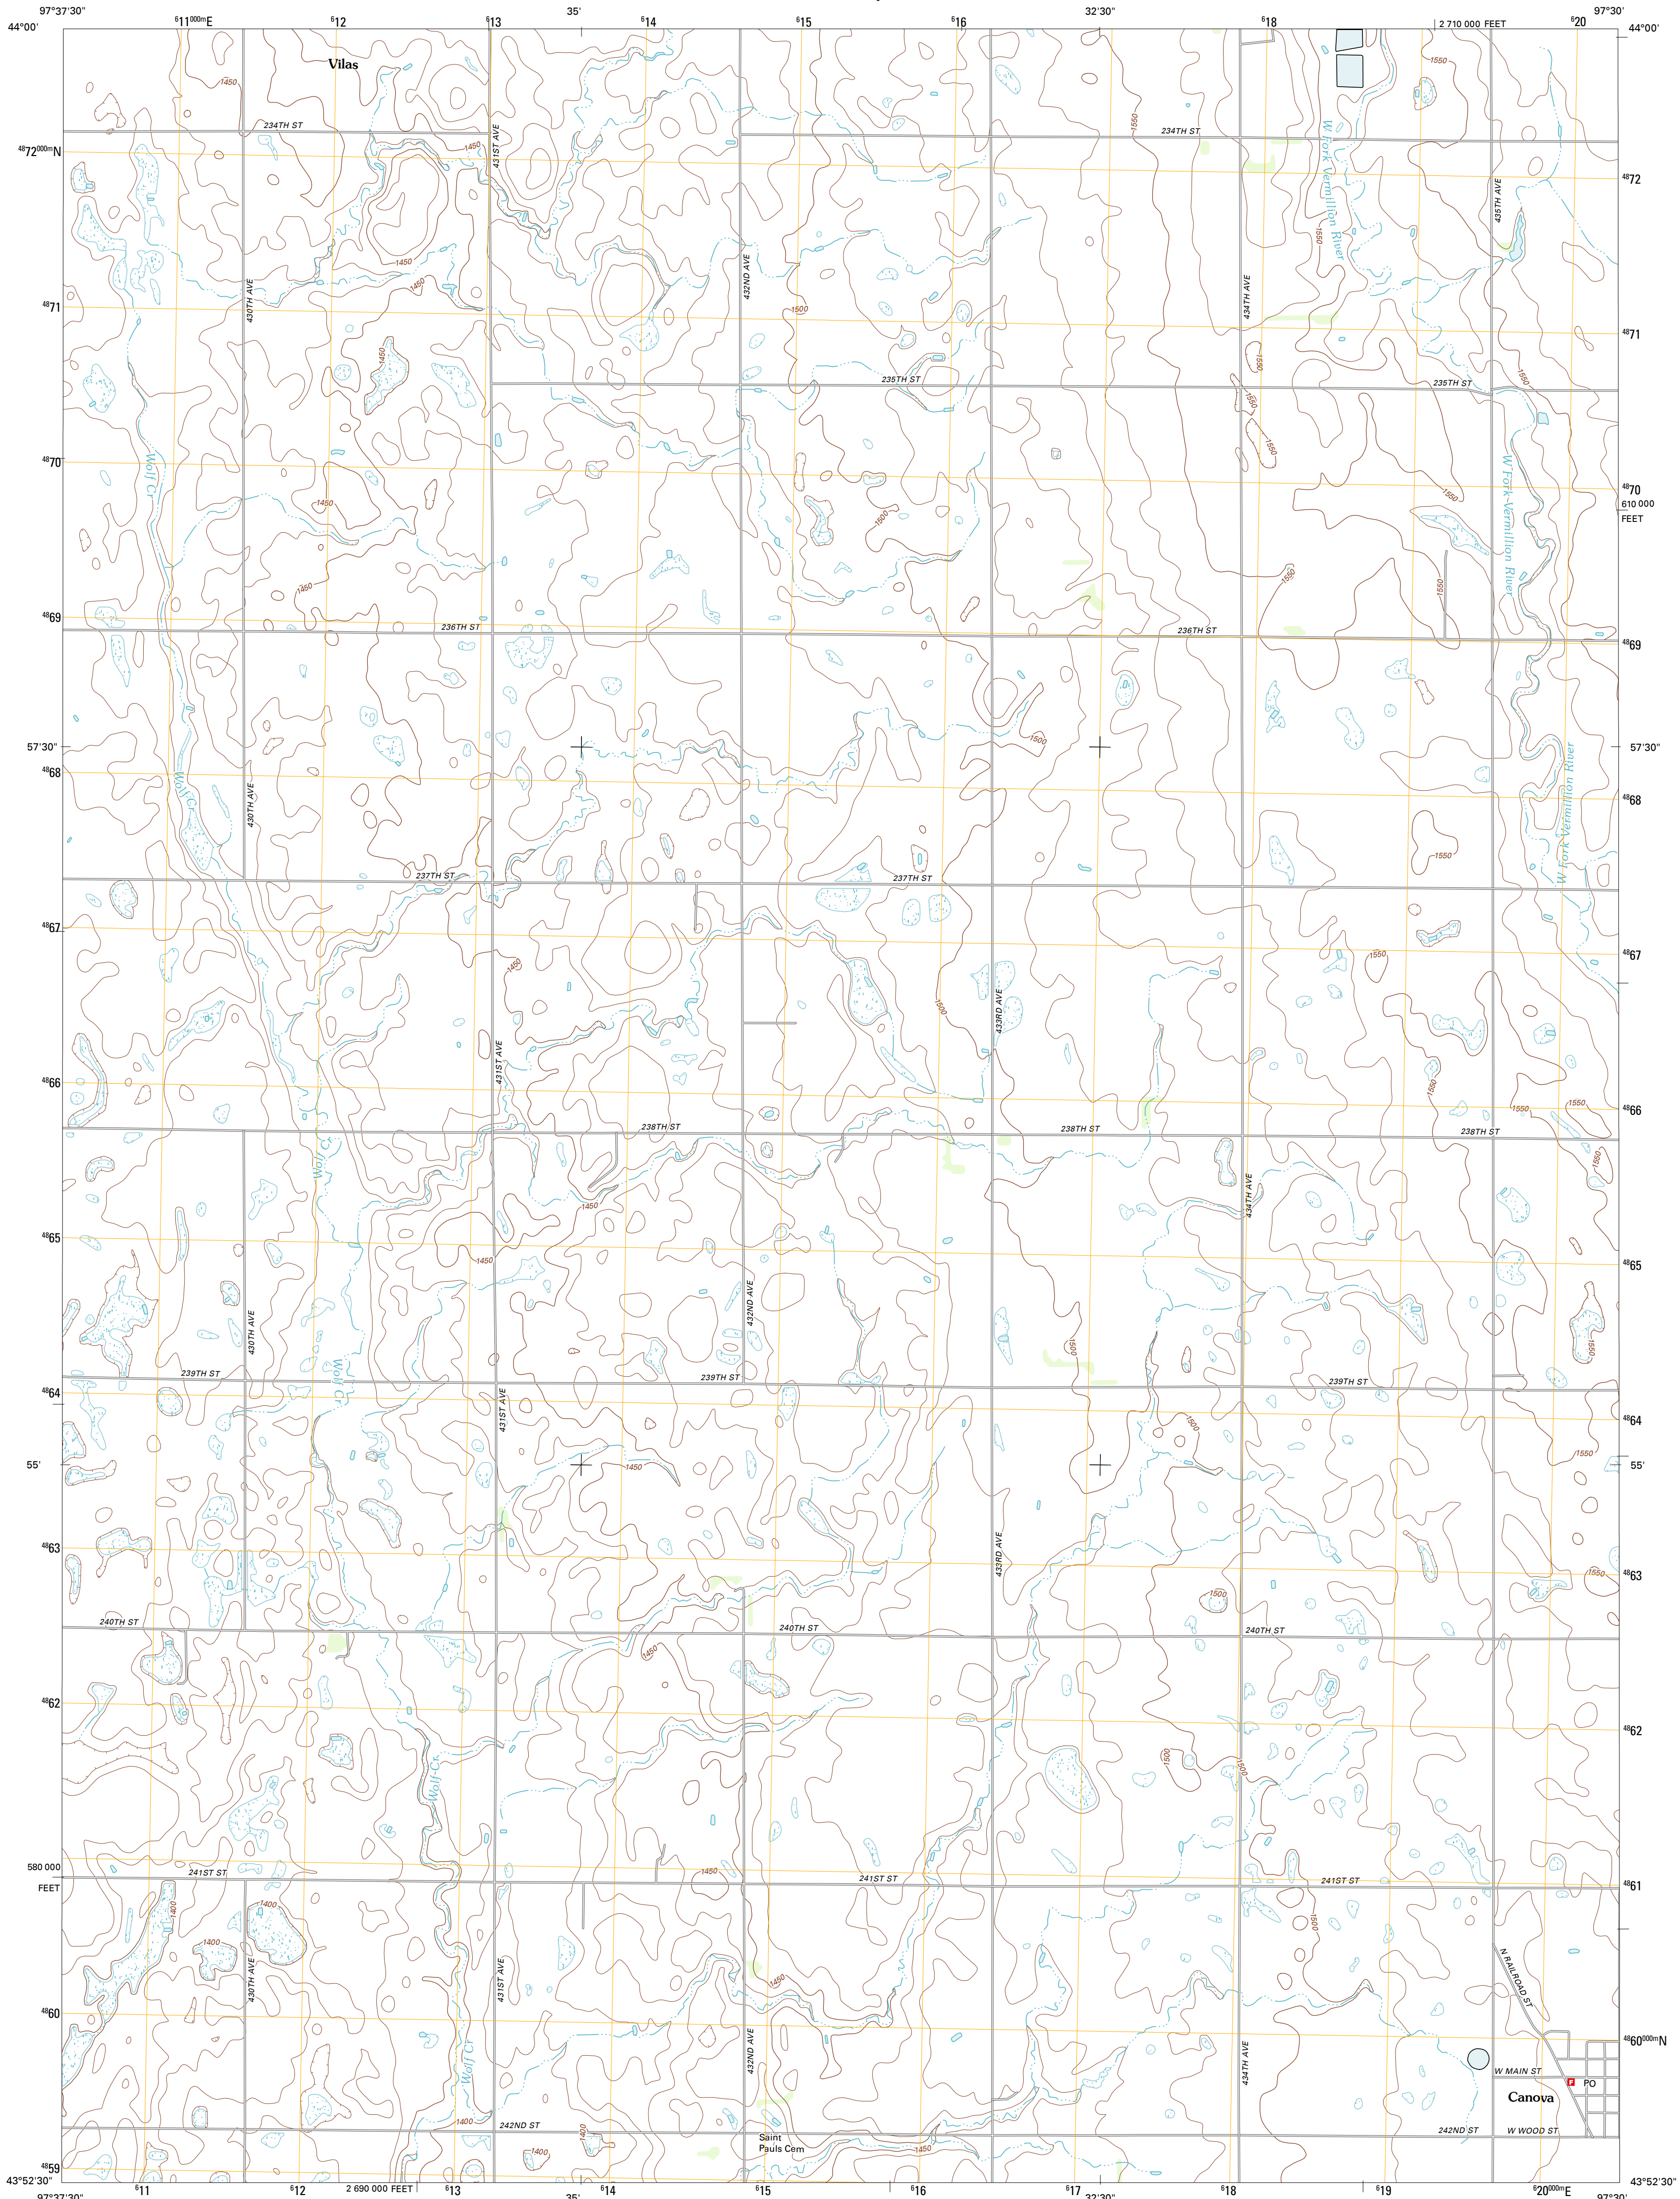 97°37'30" ⁶11⁰⁰⁰ᵐE ⁶12 ⁶13 35' ⁶14 ⁶15 ⁶16 32'30" ⁶18 2 710 000 FEET ⁶20 97°30'
44°00' 44°00'
Vilas
1450
1550
1550
234TH ST
234TH ST
431ST AVE
1450
⁴⁸72⁰⁰⁰ᵐN
⁴⁸72
W Fork Vermillion River
435TH AVE
1550
1450
1450
430TH AVE
432ND AVE
434TH AVE
⁴⁸71
1500
⁴⁸71
1450
1550
235TH ST
235TH ST
1550
1550
1550
Wolf Cr
⁴⁸70
W Fork Vermillion River
⁴⁸70
1450
1550
610 000
FEET
1500
1450
1550
1550
⁴⁸69
236TH ST
236TH ST
⁴⁸69
57'30"
1500
57'30"
⁴⁸68
Wolf Cr
430TH AVE
⁴⁸68
W Fork Vermillion River
1550
237TH ST
237TH ST
⁴⁸67
1450
1550
⁴⁸67
1500
433RD AVE
431ST AVE
⁴⁸66
1550
1550
1550
⁴⁸66
238TH ST
238TH ST
238TH ST
Wolf Cr
1550
434TH AVE
1450
⁴⁸65
1450
⁴⁸65
430TH AVE
432ND AVE
1500
1550
Wolf Cr
239TH ST
239TH ST
239TH ST
⁴⁸64
431ST AVE
1500
⁴⁸64
1550
55'
1450
55'
⁴⁸63
433RD AVE
⁴⁸63
1550
1500
240TH ST
240TH ST
240TH ST
1450
⁴⁸62
⁴⁸62
1500
1500
Wolf Cr
580 000
FEET
241ST ST
1450
241ST ST
241ST ST
⁴⁸61
1400
1400
1500
1400
430TH AVE
431ST AVE
1450
N RAILROAD ST
⁴⁸60
⁴⁸60⁰⁰⁰ᵐN
Wolf Cr
432ND AVE
434TH AVE
W MAIN ST
F PO
Canova
1400
242ND ST
1400
242ND ST
W WOOD ST
Saint
Pauls Cem
1400
1450
⁴⁸59
43°52'30" 43°52'30"
⁶11 ⁶12 2 690 000 FEET ⁶13 ⁶14 ⁶15 ⁶16 ⁶17 ⁶18 ⁶19 ⁶20⁰⁰⁰ᵐE
97°37'30" 35' 32'30" 97°30'